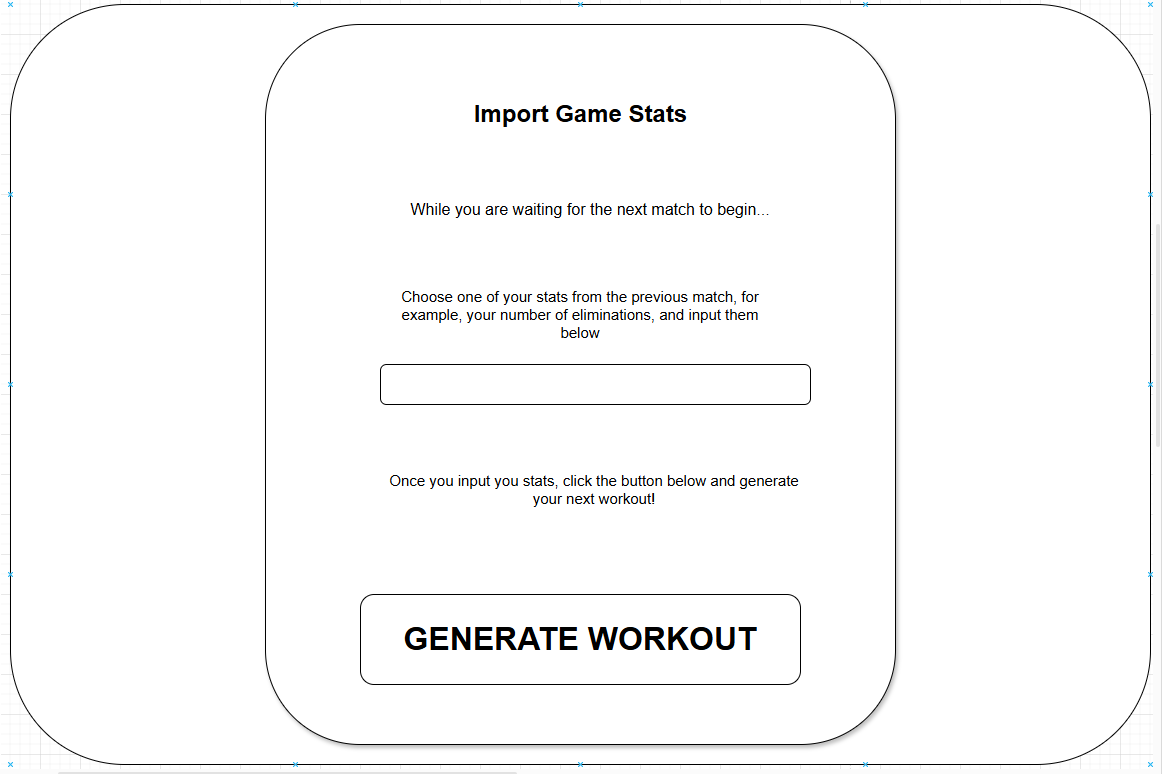 Import Game Stats
While you are waiting for the next match to begin...
Choose one of your stats from the previous match, for
example, your number of eliminations, and input them
below
Once you input you stats, click the button below and generate
your next workout!
GENERATE WORKOUT